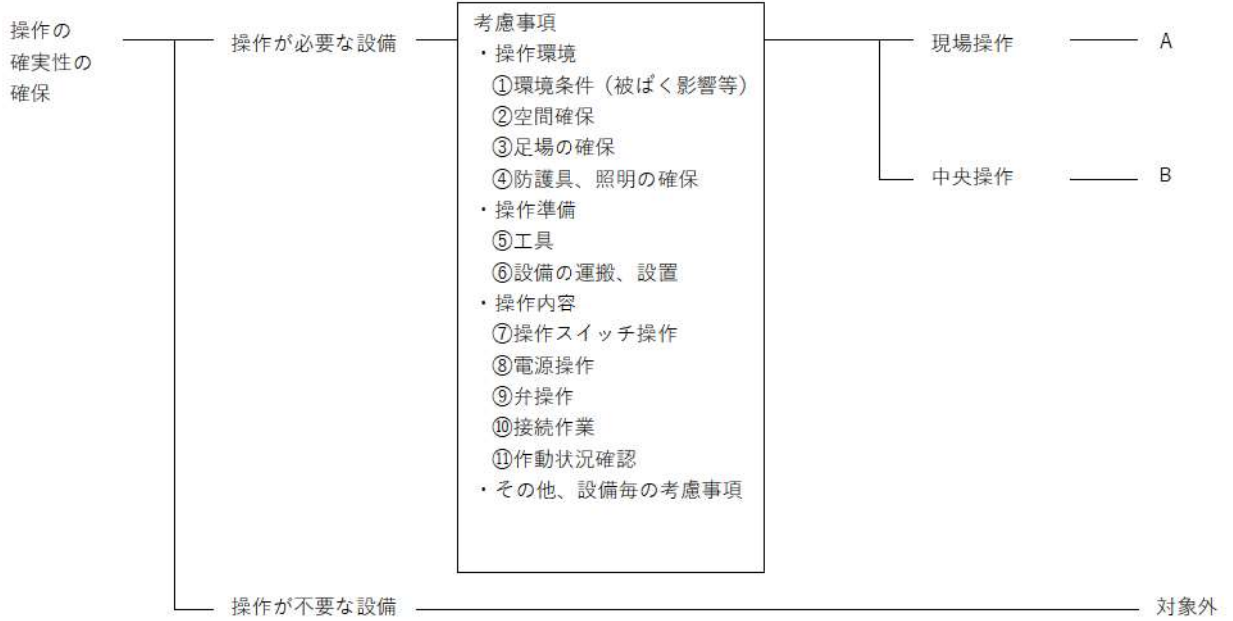 操作の
確実性の
確保
操作が必要な設備
考慮事項
・操作環境
①環境条件（被ばく影響等）
②空間確保
③足場の確保
④防護具、照明の確保
・操作準備
⑤工具
⑥設備の運搬、設置
・操作内容
⑦操作スイッチ操作
⑧電源操作
⑨弁操作
⑩接続作業
⑪作動状況確認
・その他、設備毎の考慮事項
現場操作 A
中央操作 B
操作が不要な設備 対象外